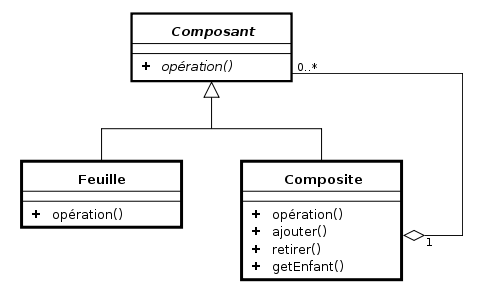 Composant
+ opération()
0..*
Feuille
+ opération()
Composite
+ opération()
+ ajouter()
+ retirer()
+ getEnfant()
1